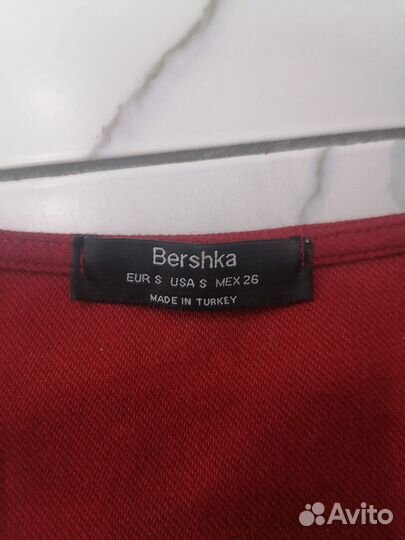 Bershka
EUR S USA S MEX 26
MADE IN TURKEY
Avito